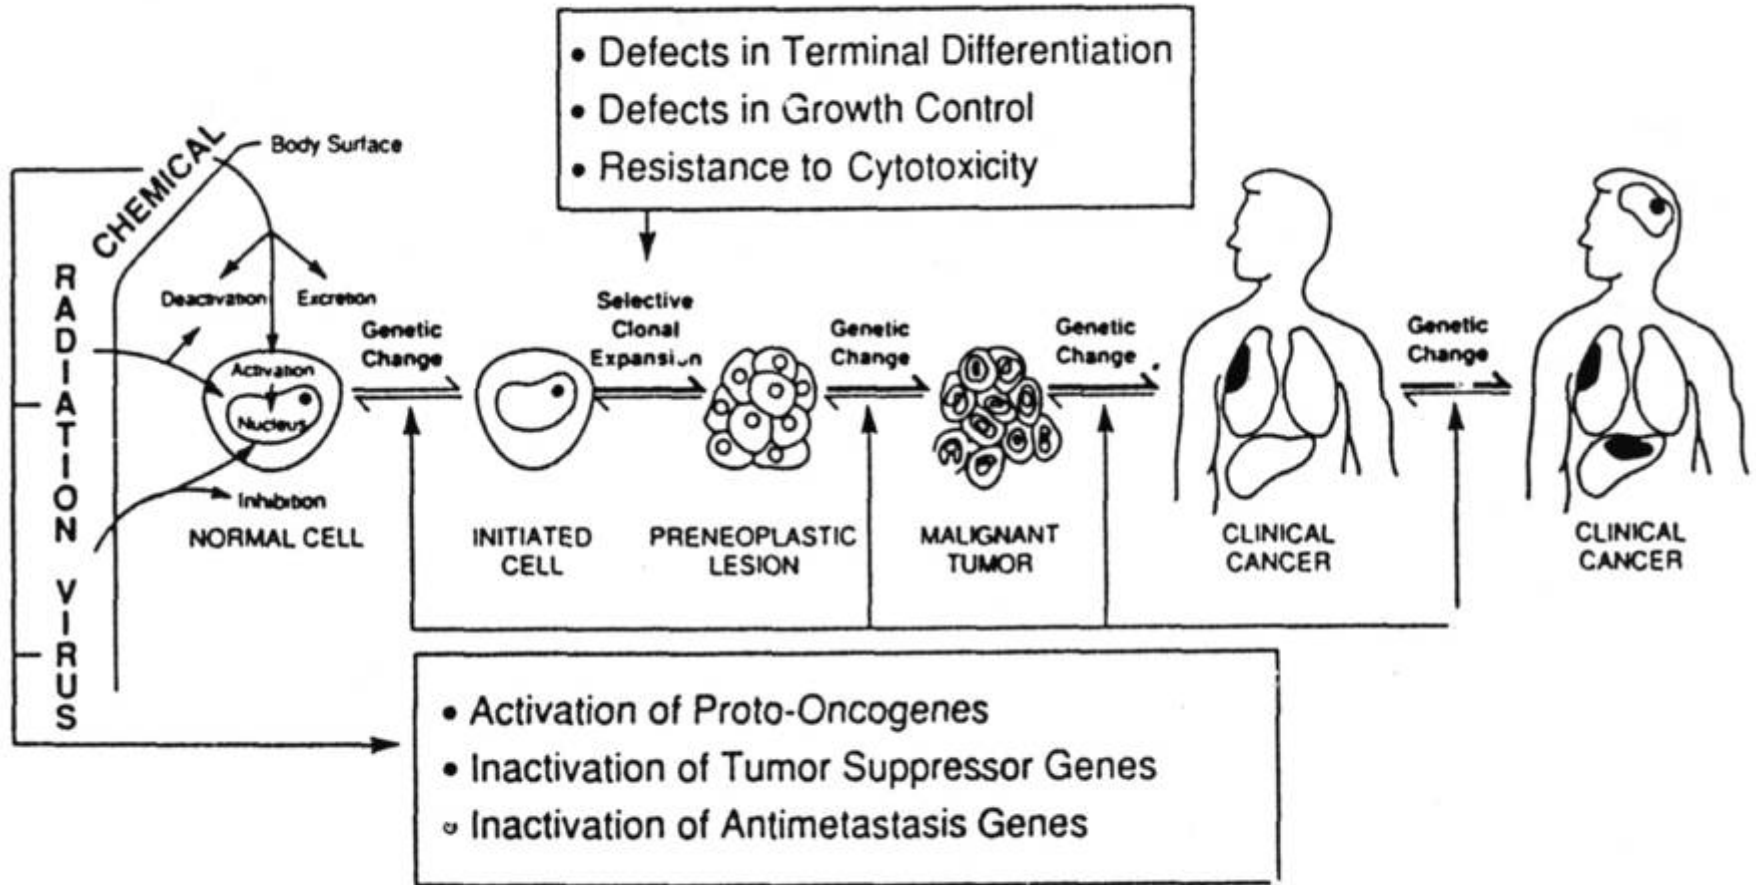 • Defects in Terminal Differentiation
• Defects in Growth Control
• Resistance to Cytotoxicity
CHEMICAL
Body Surface
RADIATION VIRUS
Deactivation
Excretion
Activation
Nucleus
Inhibition
NORMAL CELL
Genetic
Change
INITIATED
CELL
Selective
Clonal
Expansion
PRENEOPLASTIC
LESION
Genetic
Change
MALIGNANT
TUMOR
Genetic
Change
CLINICAL
CANCER
Genetic
Change
CLINICAL
CANCER
• Activation of Proto-Oncogenes
• Inactivation of Tumor Suppressor Genes
• Inactivation of Antimetastasis Genes